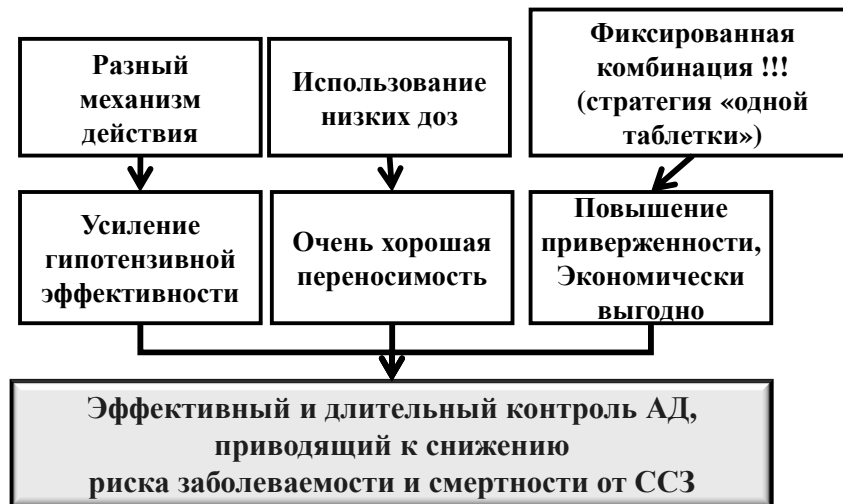 Разный
механизм
действия
Использование
низких доз
Фиксированная
комбинация !!!
(стратегия «одной
таблетки»)
Усиление
гипотензивной
эффективности
Очень хорошая
переносимость
Повышение
приверженности,
Экономически
выгодно
Эффективный и длительный контроль АД,
приводящий к снижению
риска заболеваемости и смертности от ССЗ